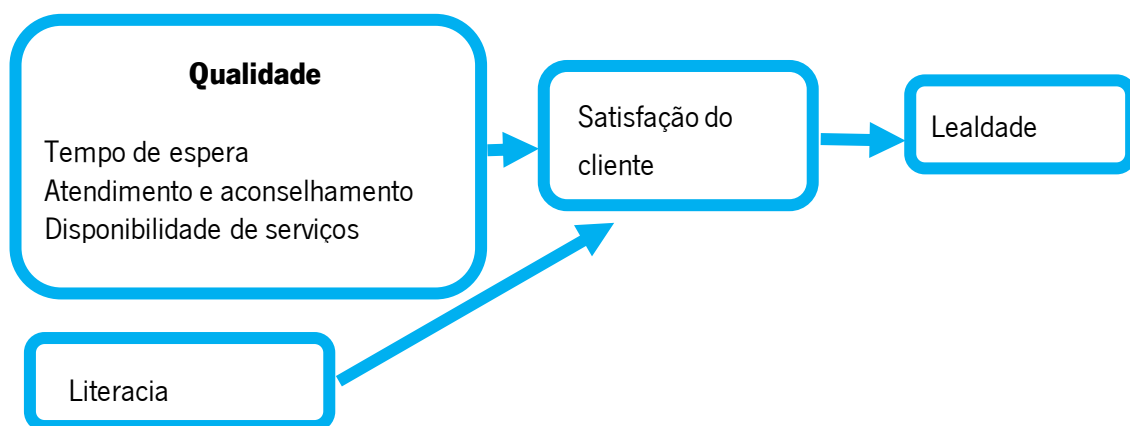 Qualidade
Tempo de espera
Atendimento e aconselhamento
Disponibilidade de serviços
Satisfação do
cliente
Lealdade
Literacia